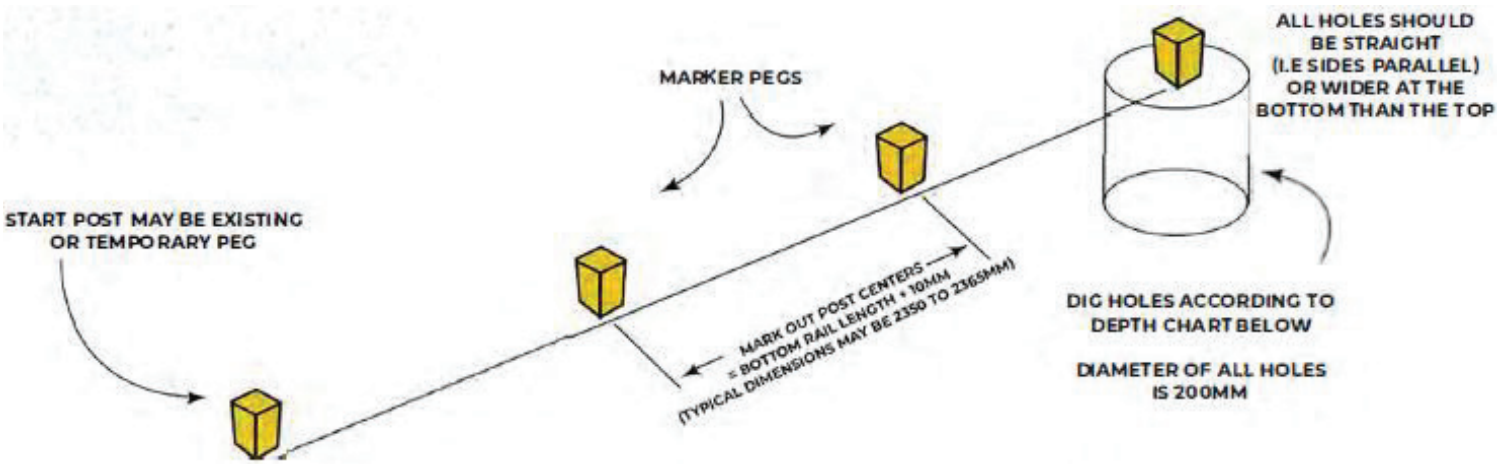 ALL HOLES SHOULD
BE STRAIGHT
(I.E SIDES PARALLEL)
OR WIDER AT THE
BOTTOM THAN THE TOP
MARKER PEGS
START POST MAY BE EXISTING
OR TEMPORARY PEG
MARK OUT POST CENTERS
= BOTTOM RAIL LENGTH + 10MM
(TYPICAL DIMENSIONS MAY BE 2350 TO 2365MM)
DIG HOLES ACCORDING TO
DEPTH CHART BELOW
DIAMETER OF ALL HOLES
IS 200MM